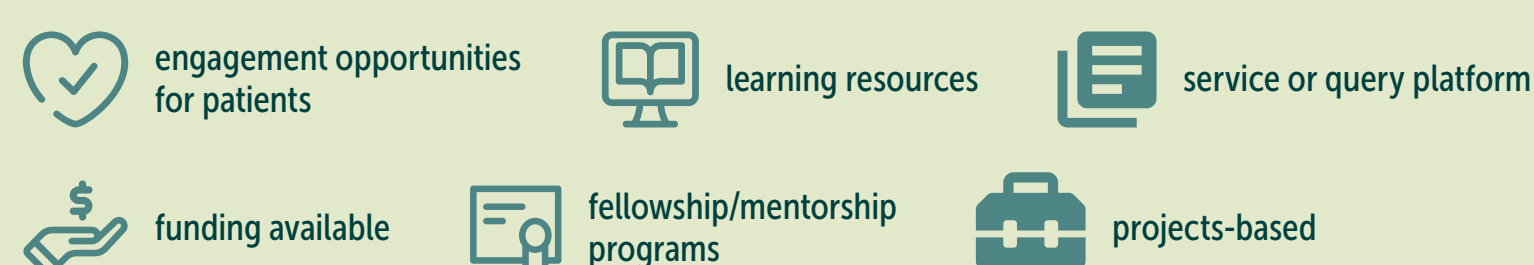 engagement opportunities
for patients
learning resources
service or query platform
$
funding available
fellowship/mentorship
programs
projects-based